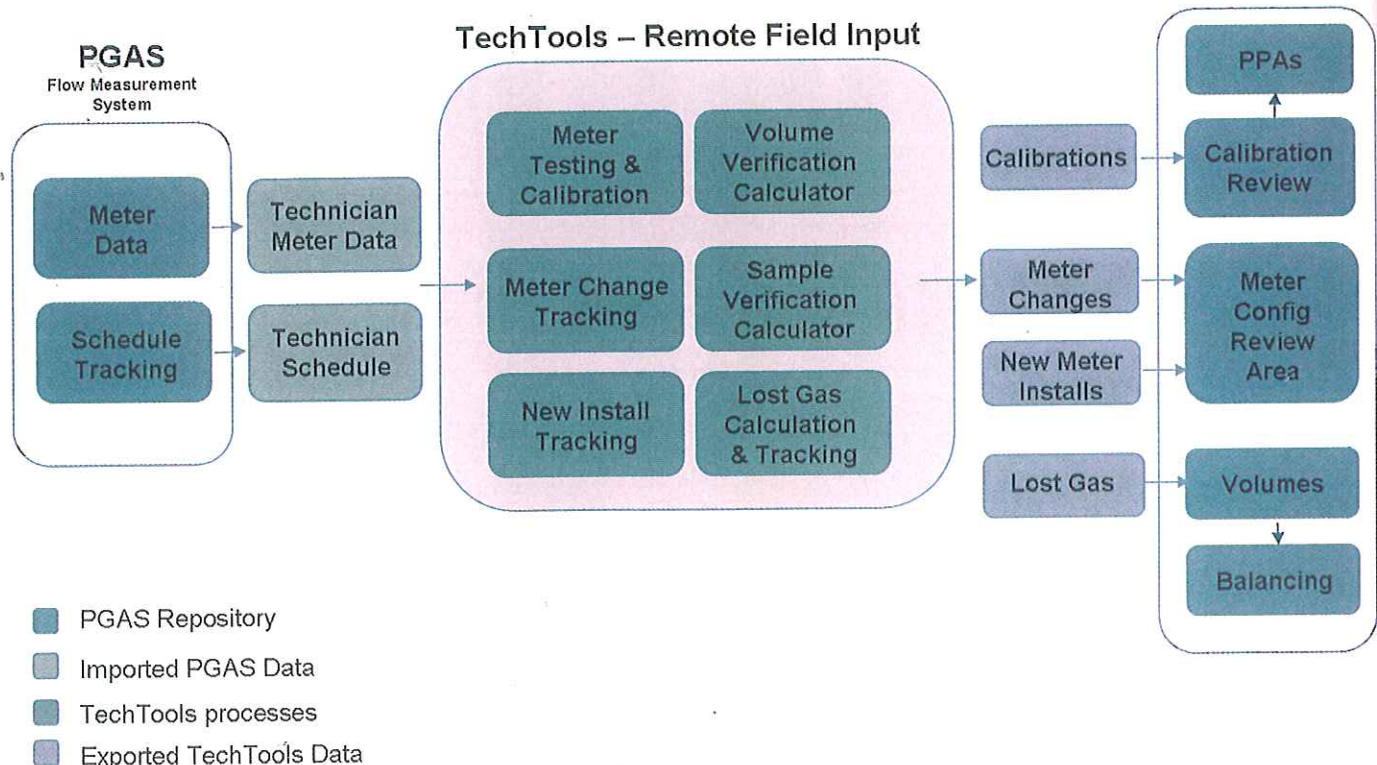 PGAS
Flow Measurement
System
Meter
Data
Schedule
Tracking
Technician
Meter Data
Technician
Schedule
TechTools – Remote Field Input
Meter
Testing &
Calibration
Volume
Verification
Calculator
Meter Change
Tracking
Sample
Verification
Calculator
New Install
Tracking
Lost Gas
Calculation
& Tracking
Calibrations
Meter
Changes
New Meter
Installs
Lost Gas
PPAs
Calibration
Review
Meter
Config
Review
Area
Volumes
Balancing
PGAS Repository
Imported PGAS Data
TechTools processes
Exported TechTools Data